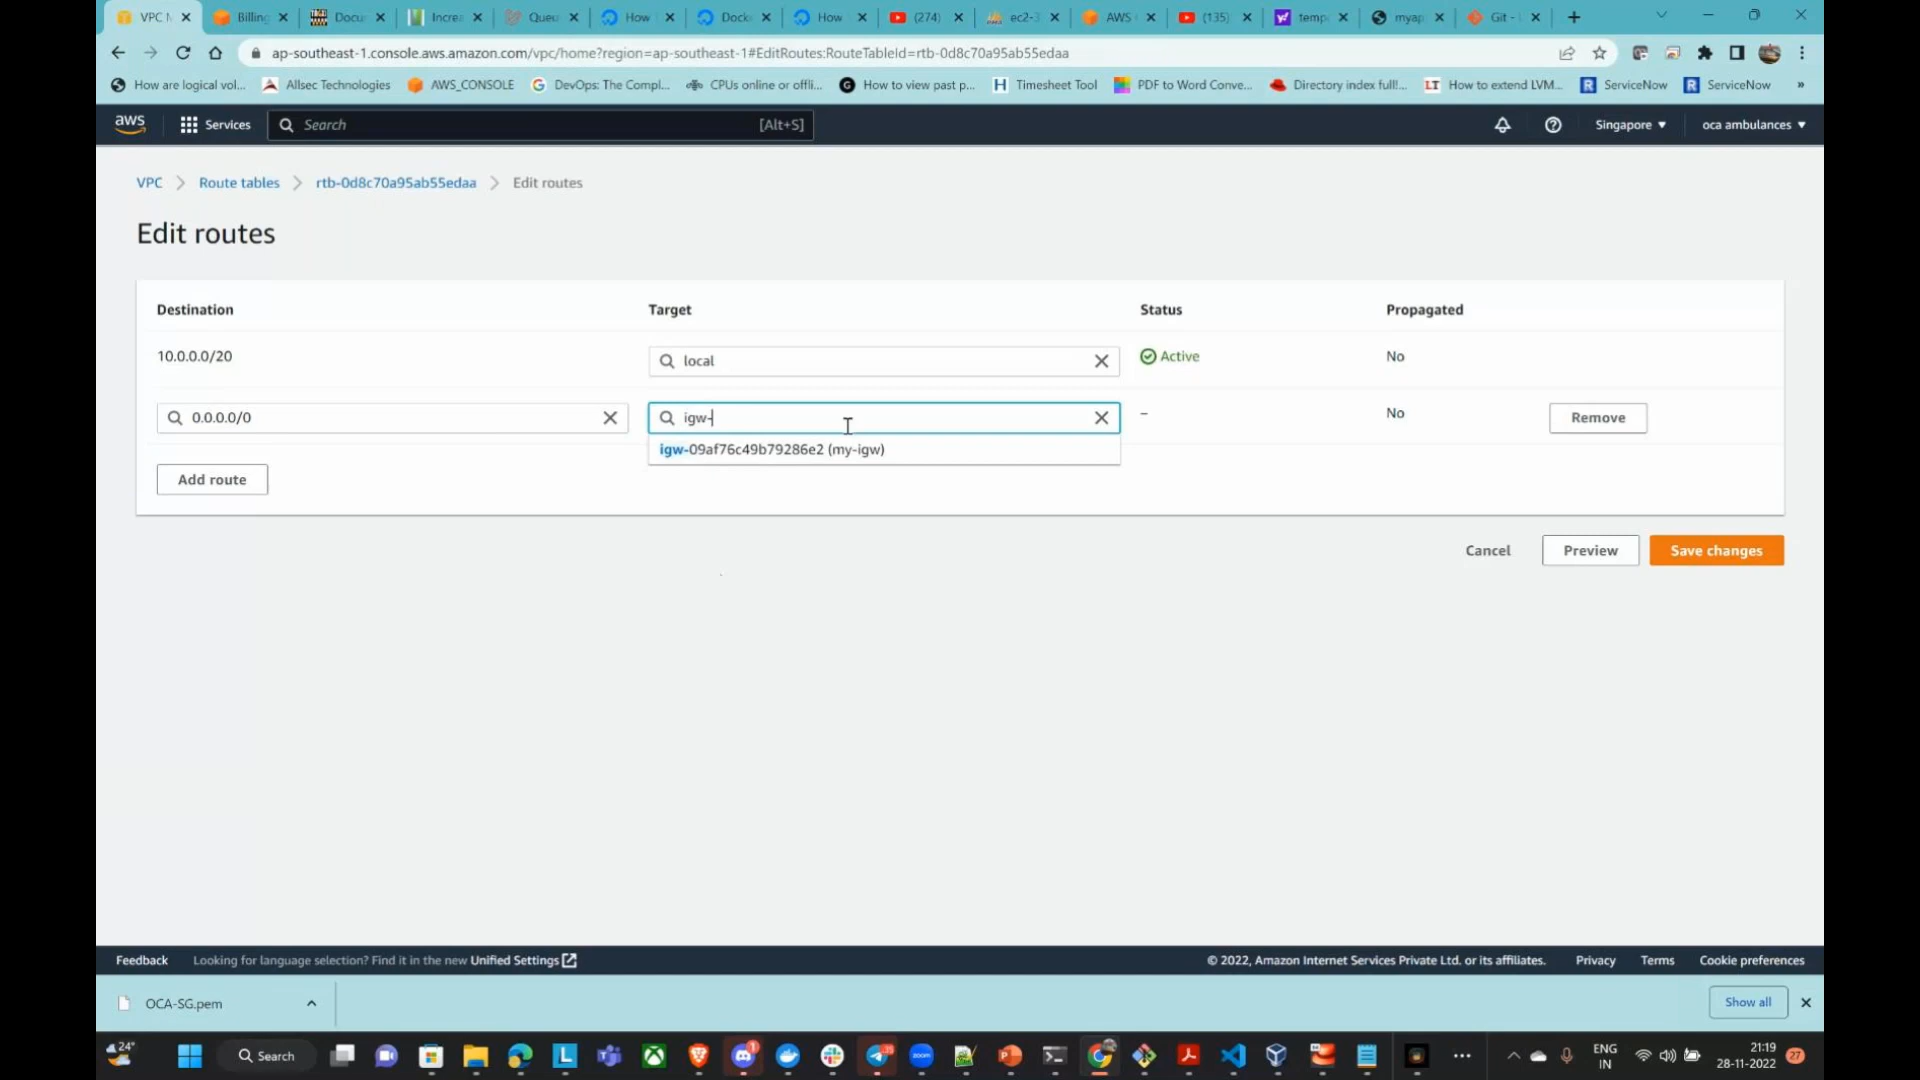 VPC M
Billing
Docu
Increa
Queu
How
Docke
How
(274)
ec2-3
AWS
(135)
temp
myap
Git -
ap-southeast-1.console.aws.amazon.com/vpc/home?region=ap-southeast-1#EditRoutes:RouteTableId=rtb-0d8c70a95ab55edaa
How are logical vol...
Allsec Technologies
AWS_CONSOLE
DevOps: The Compl...
CPUs online or offli...
How to view past p...
Timesheet Tool
PDF to Word Conve...
Directory index full!...
How to extend LVM...
ServiceNow
ServiceNow
»
aws
Services
Search
[Alt+S]
Singapore
oca ambulances
VPC
Route tables
rtb-0d8c70a95ab55edaa
Edit routes
Edit routes
Destination
Target
Status
Propagated
10.0.0.0/20
local
Active
No
0.0.0.0/0
igw-
–
No
Remove
igw-09af76c49b79286e2 (my-igw)
Add route
Cancel
Preview
Save changes
Feedback
Looking for language selection? Find it in the new Unified Settings
© 2022, Amazon Internet Services Private Ltd. or its affiliates.
Privacy
Terms
Cookie preferences
OCA-SG.pem
Show all
24°
Search
zoom
ENG
IN
21:19
28-11-2022
27